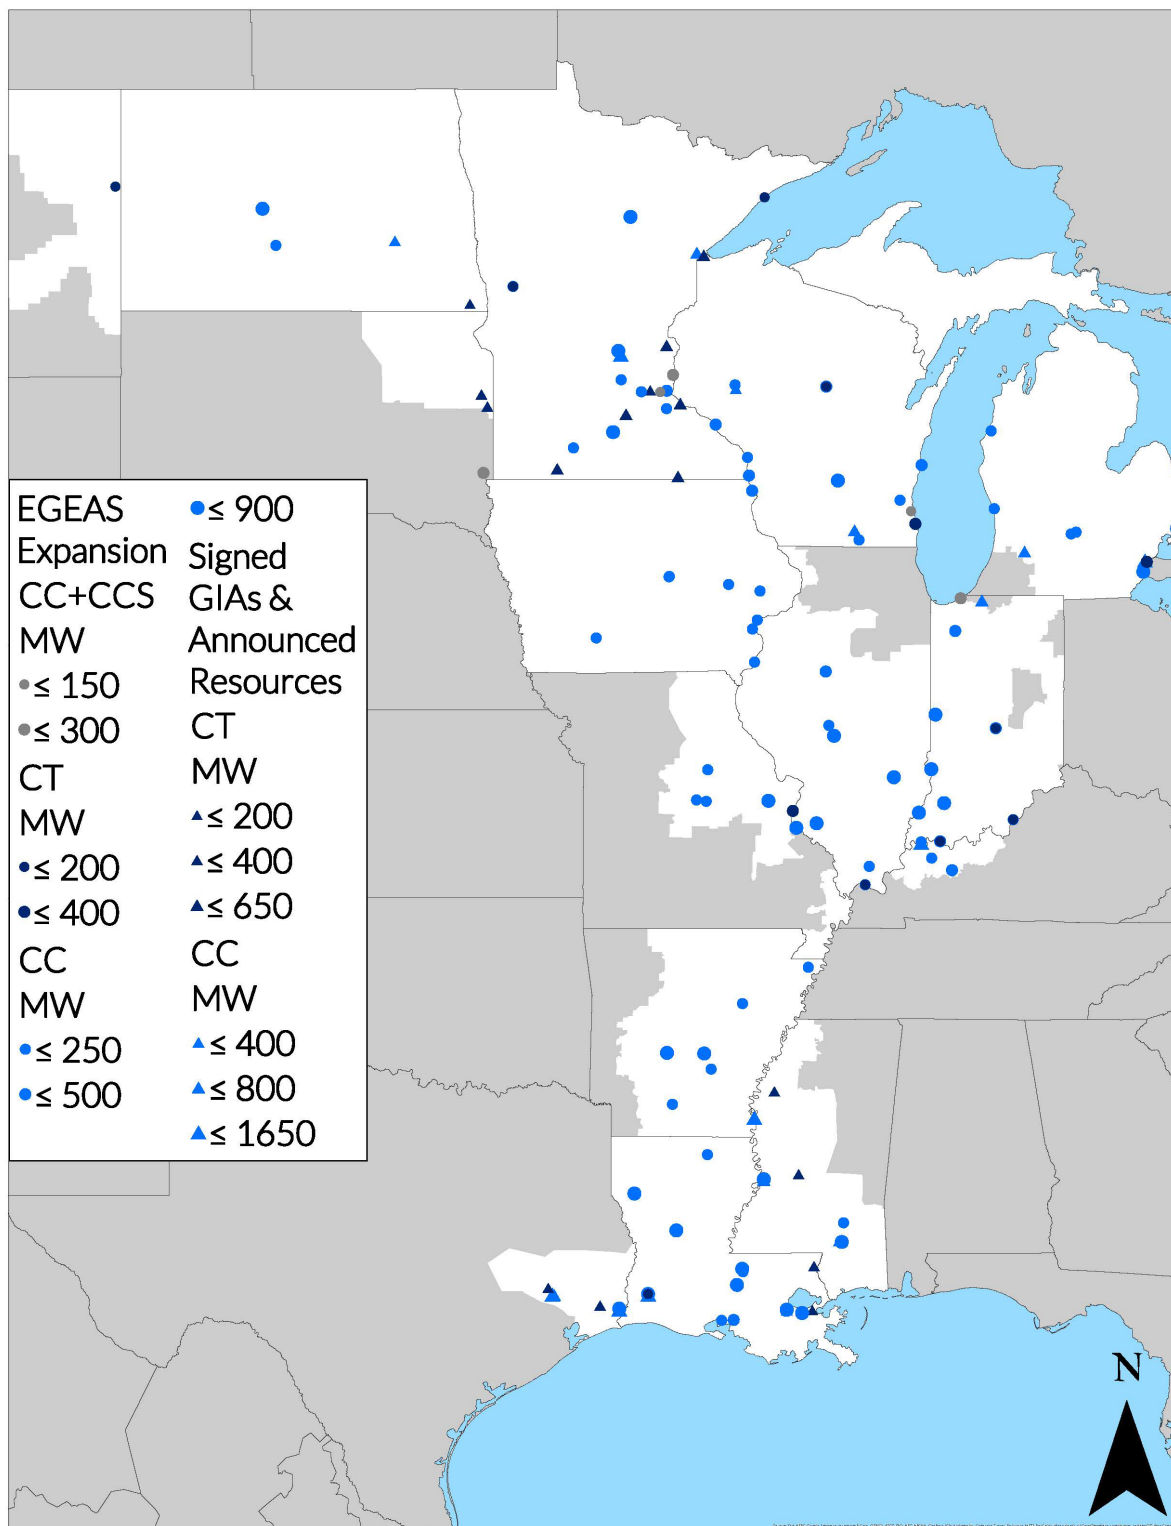 EGEAS
Expansion
CC+CCS
MW
≤ 150
≤ 300
CT
MW
≤ 200
≤ 400
CC
MW
≤ 250
≤ 500
≤ 900
Signed
GIAs &
Announced
Resources
CT
MW
≤ 200
≤ 400
≤ 650
CC
MW
≤ 400
≤ 800
≤ 1650
N